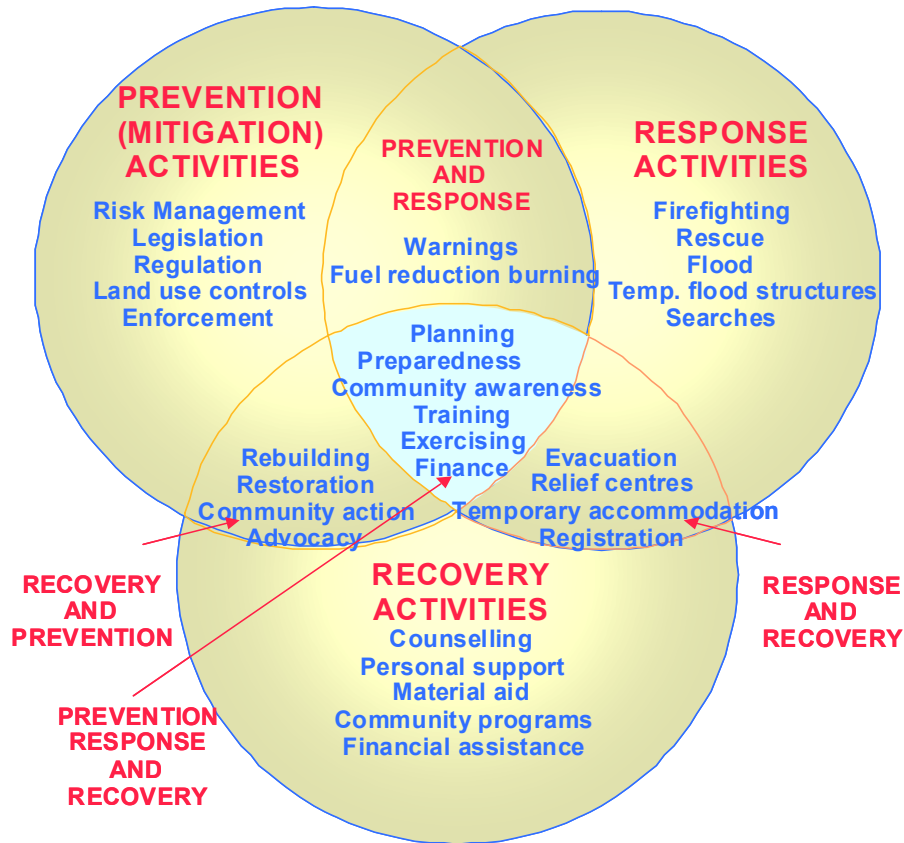 PREVENTION
(MITIGATION)
ACTIVITIES
Risk Management
Legislation
Regulation
Land use controls
Enforcement
PREVENTION
AND
RESPONSE
Warnings
Fuel reduction burning
RESPONSE
ACTIVITIES
Firefighting
Rescue
Flood
Temp. flood structures
Searches
Planning
Preparedness
Community awareness
Training
Exercising
Finance
Rebuilding
Restoration
Community action
Advocacy
Evacuation
Relief centres
Temporary accommodation
Registration
RECOVERY
AND
PREVENTION
RECOVERY
ACTIVITIES
Counselling
Personal support
Material aid
Community programs
Financial assistance
RESPONSE
AND
RECOVERY
PREVENTION
RESPONSE
AND
RECOVERY